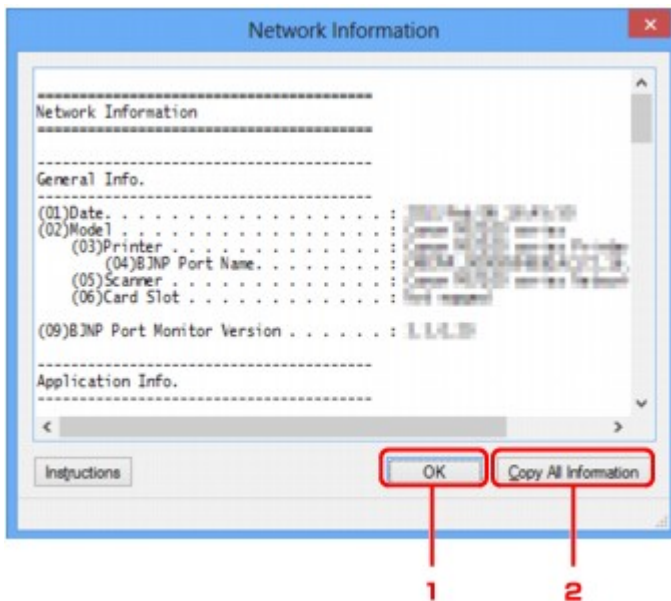 Network Information
==========================================
Network Information
==========================================
------------------------------------------
General Info.
------------------------------------------
(01)Date. . . . . . . . . . . . . . . . . :
(02)Model . . . . . . . . . . . . . . . . :
(03)Printer . . . . . . . . . . . . . . :
(04)BJNP Port Name. . . . . . . . . :
(05)Scanner . . . . . . . . . . . . . . :
(06)Card Slot . . . . . . . . . . . . . :
(09)BJNP Port Monitor Version . . . . . . :
------------------------------------------
Application Info.
------------------------------------------
Instructions OK Copy All Information
1 2